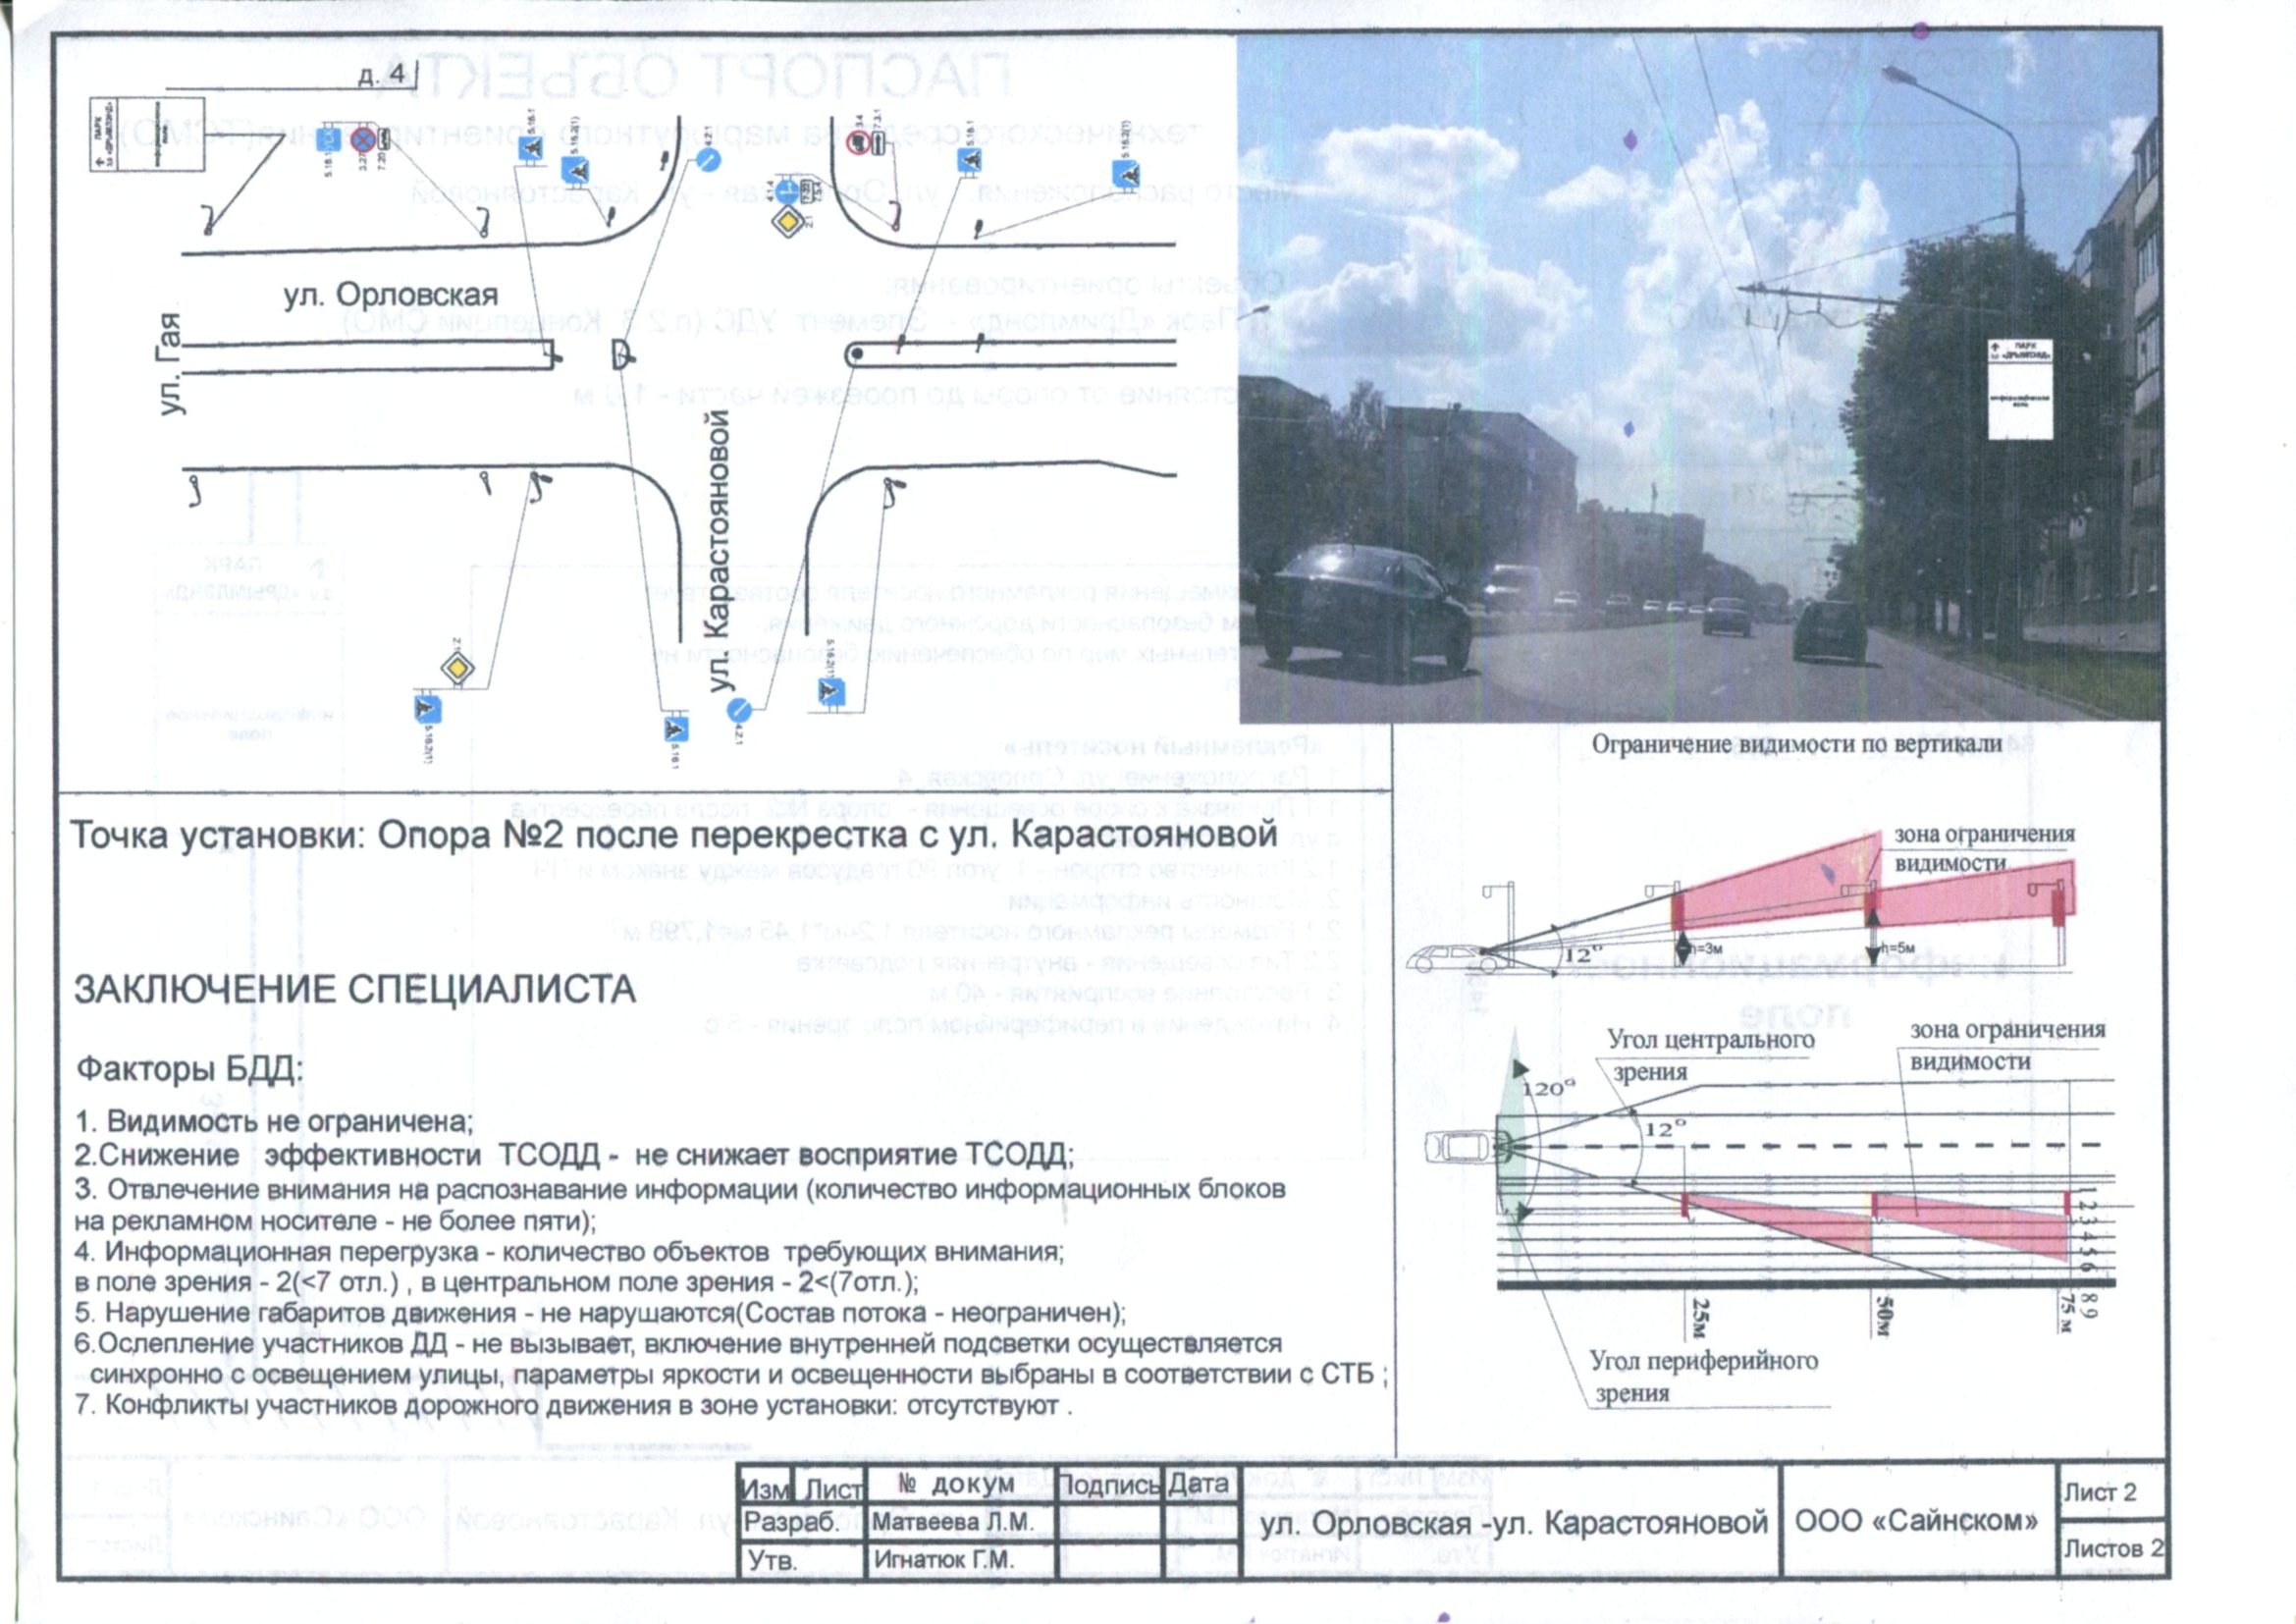 д. 4
ПАРК
«ДРЫМЛЭНД»
информационное
поле
3.27
7.20
5.16.1
5.16.2(1)
4.2.1
3.4
7.3.1
5.16.1
5.16.2(1)
2.1
ул. Орловская
ул. Гая
ул. Карастояновой
5.16.2(1)
5.16.1
4.2.1
5.16.2(1)
ПАРК
«ДРЫМЛЭНД»
информационное
поле
Точка установки: Опора №2 после перекрестка с ул. Карастояновой
ЗАКЛЮЧЕНИЕ СПЕЦИАЛИСТА
Факторы БДД:
1. Видимость не ограничена;
2.Снижение эффективности ТСОДД - не снижает восприятие ТСОДД;
3. Отвлечение внимания на распознавание информации (количество информационных блоков
на рекламном носителе - не более пяти);
4. Информационная перегрузка - количество объектов требующих внимания;
в поле зрения - 2(<7 отл.) , в центральном поле зрения - 2<(7отл.);
5. Нарушение габаритов движения - не нарушаются(Состав потока - неограничен);
6.Ослепление участников ДД - не вызывает, включение внутренней подсветки осуществляется
синхронно с освещением улицы, параметры яркости и освещенности выбраны в соответствии с СТБ ;
7. Конфликты участников дорожного движения в зоне установки: отсутствуют .
Ограничение видимости по вертикали
зона ограничения
видимости
12°
h=3м
h=5м
Угол центрального
зрения
зона ограничения
видимости
120°
12°
1 2 3 4 5 6
8 9
25м
50м
75 м
Угол периферийного
зрения
Изм Лист № докум Подпись Дата
Разраб. Матвеева Л.М.
Утв. Игнатюк Г.М.
ул. Орловская -ул. Карастояновой
ООО «Сайнском»
Лист 2
Листов 2